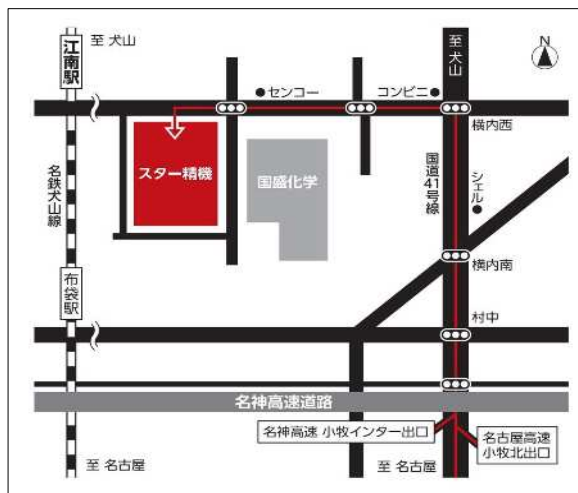 至 犬山
江南駅
至 犬山
N
センコー
コンビニ
横内西
スター精機
国盛化学
名鉄犬山線
国道41号線
シェル
横内南
布袋駅
村中
名神高速道路
名神高速 小牧インター出口
名古屋高速
小牧北出口
至 名古屋
至 名古屋